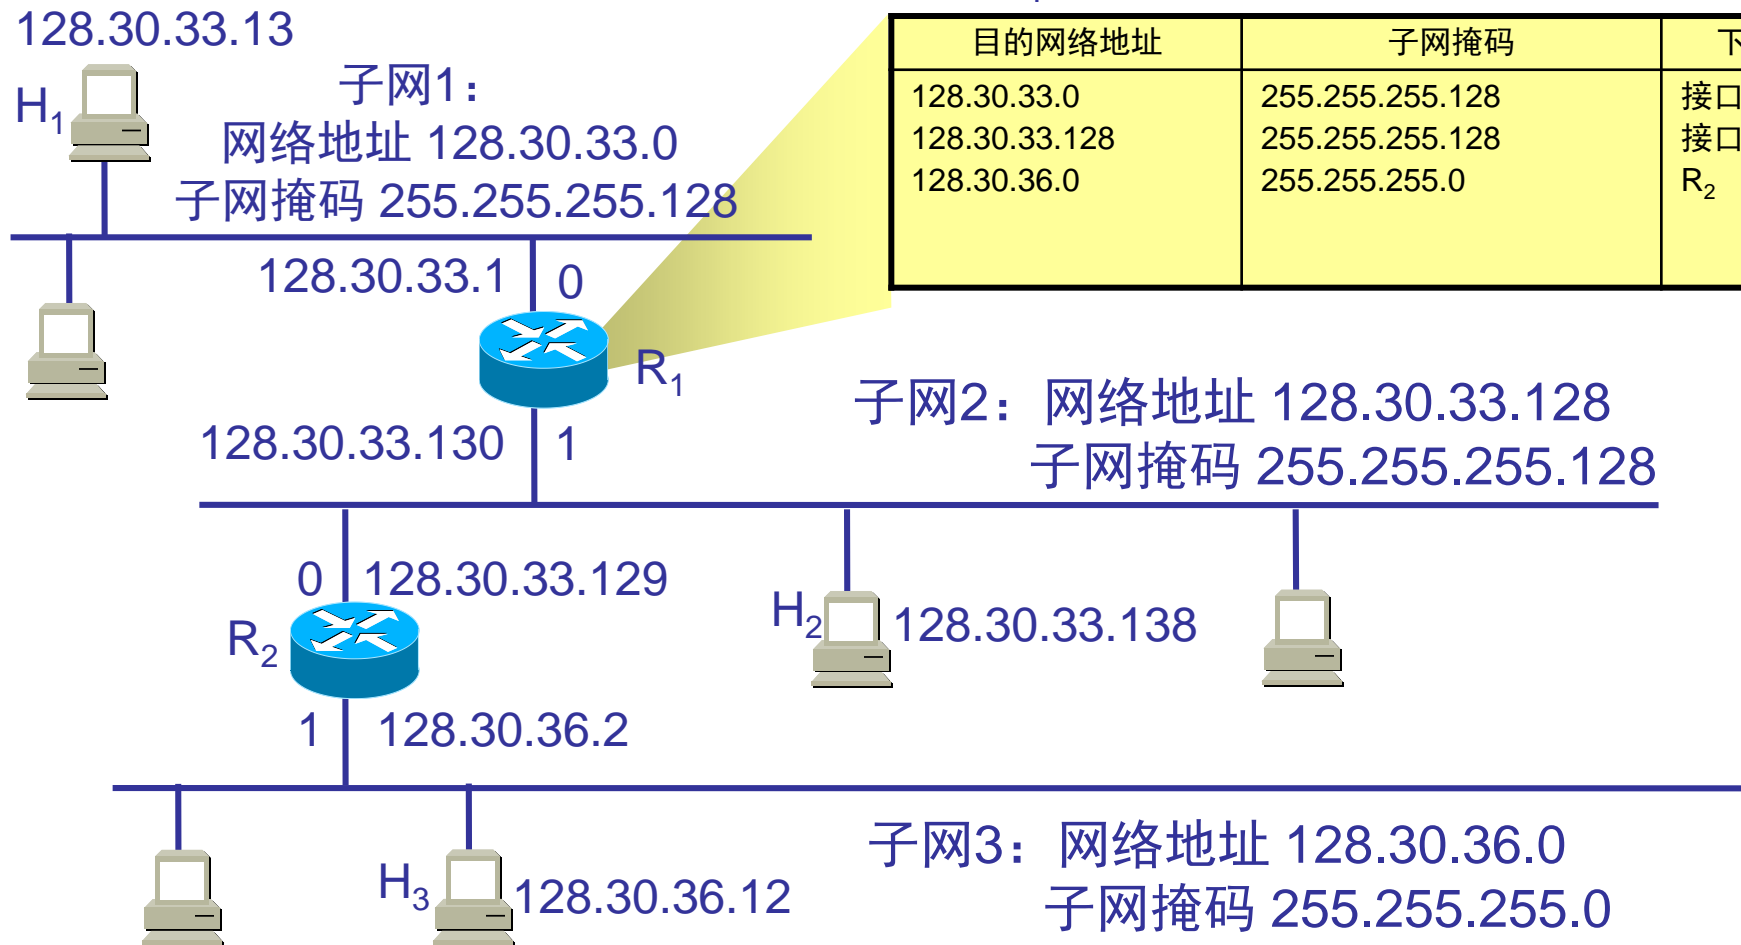 128.30.33.13
H1
子网1：
网络地址 128.30.33.0
子网掩码 255.255.255.128
目的网络地址 子网掩码 下
128.30.33.0 255.255.255.128 接口
128.30.33.128 255.255.255.128 接口
128.30.36.0 255.255.255.0 R2
128.30.33.1 0
R1
128.30.33.130 1
子网2：网络地址 128.30.33.128
子网掩码 255.255.255.128
0 128.30.33.129
R2
H2 128.30.33.138
1 128.30.36.2
子网3：网络地址 128.30.36.0
子网掩码 255.255.255.0
H3 128.30.36.12